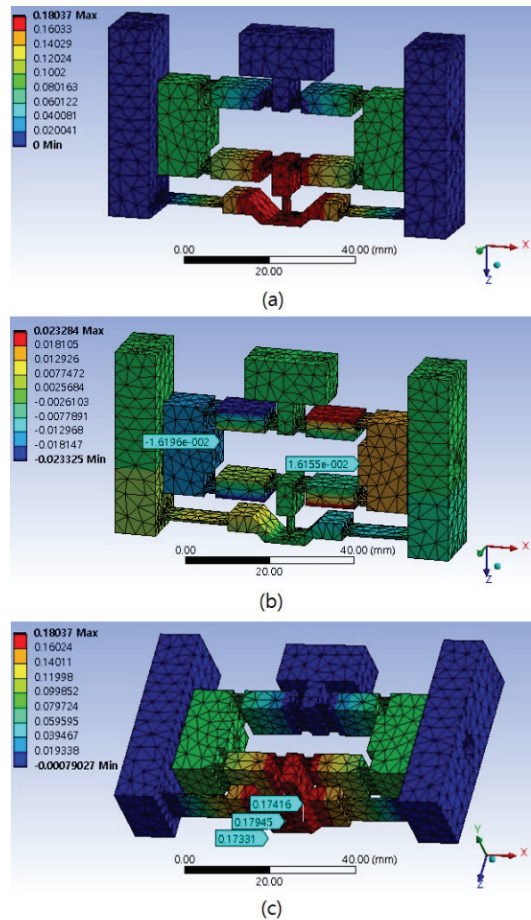 0.18037 Max
0.16033
0.14029
0.12024
0.1002
0.080163
0.060122
0.040081
0.020041
0 Min
0.00
40.00 (mm)
20.00
X
Z
(a)
0.023284 Max
0.018105
0.012926
0.0077472
0.0025684
-0.0026103
-0.0077891
-0.012968
-0.018147
-0.023325 Min
-1.6196e-002
1.6155e-002
0.00
40.00 (mm)
20.00
X
Z
(b)
0.18037 Max
0.16024
0.14011
0.11998
0.099852
0.079724
0.059595
0.039467
0.019338
-0.00079027 Min
0.17416
0.17945
0.17331
0.00
40.00 (mm)
20.00
Y
X
Z
(c)